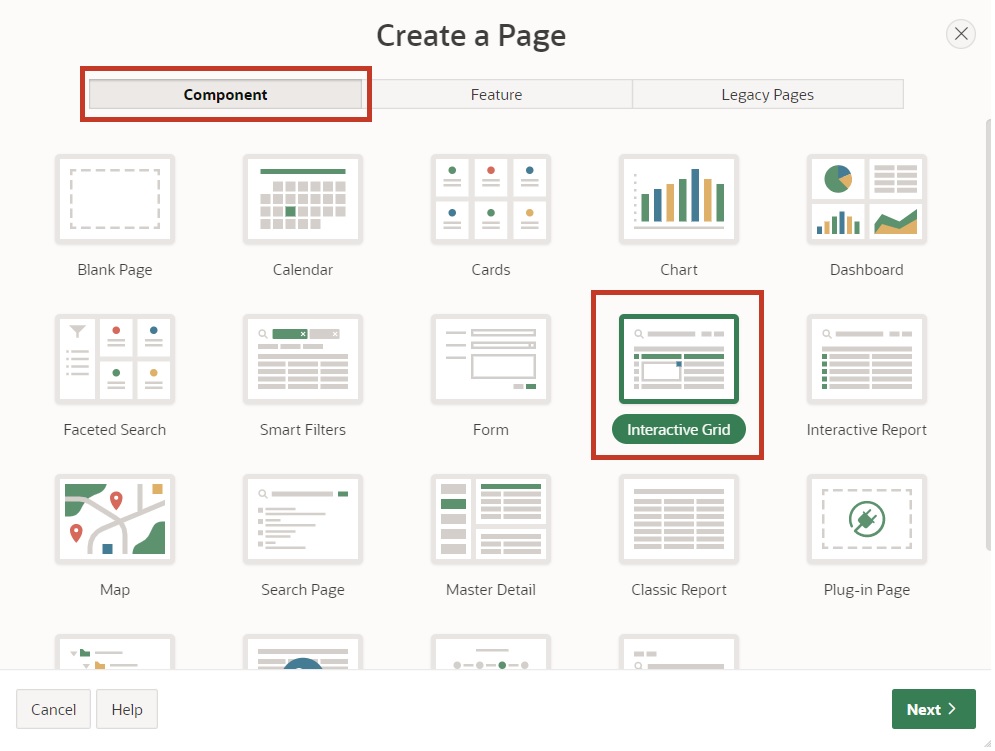 Create a Page
Component Feature Legacy Pages
Blank Page Calendar Cards Chart Dashboard
Faceted Search Smart Filters Form Interactive Grid Interactive Report
Map Search Page Master Detail Classic Report Plug-in Page
Cancel Help Next